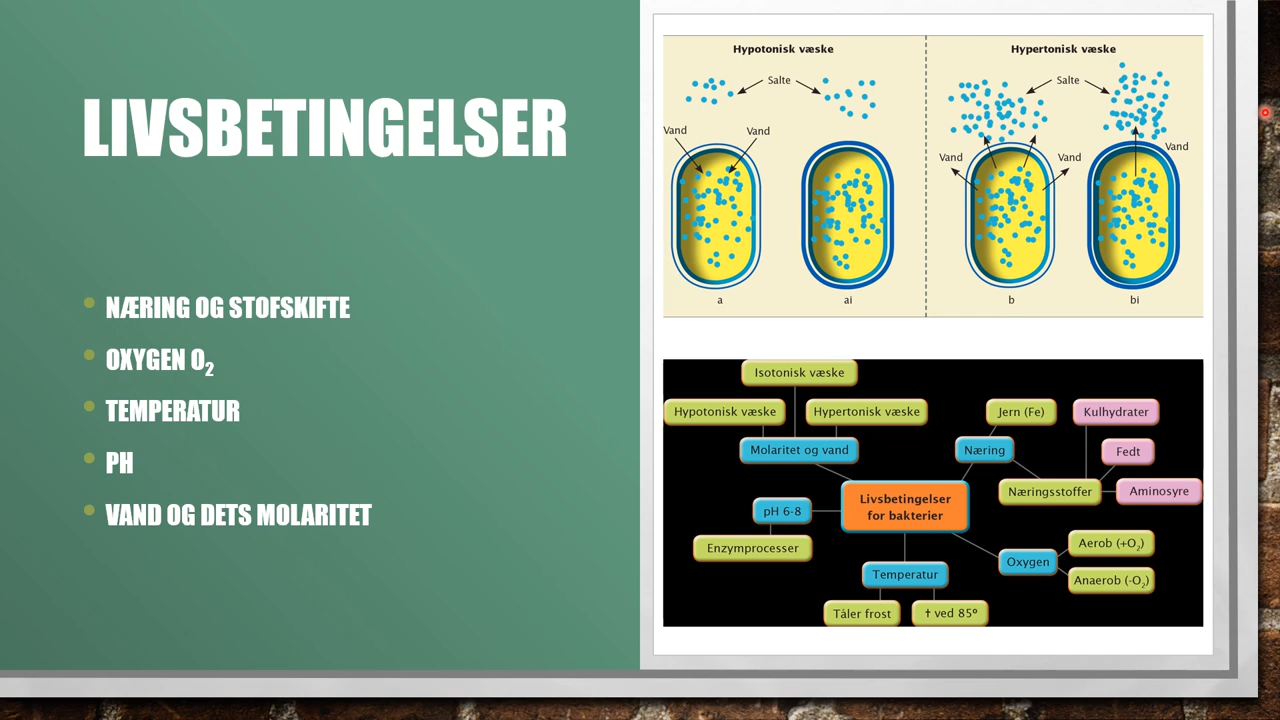 LIVSBETINGELSER
NÆRING OG STOFSKIFTE
OXYGEN O2
TEMPERATUR
PH
VAND OG DETS MOLARITET
Hypotonisk væske
Hypertonisk væske
Salte
Salte
Vand
Vand
Vand
Vand
Vand
a
ai
b
bi
Isotonisk væske
Hypotonisk væske
Hypertonisk væske
Molaritet og vand
Jern (Fe)
Kulhydrater
Næring
Fedt
Næringsstoffer
Aminosyre
Livsbetingelser
for bakterier
pH 6-8
Enzymprocesser
Temperatur
Tåler frost
† ved 85°
Oxygen
Aerob (+O2)
Anaerob (-O2)